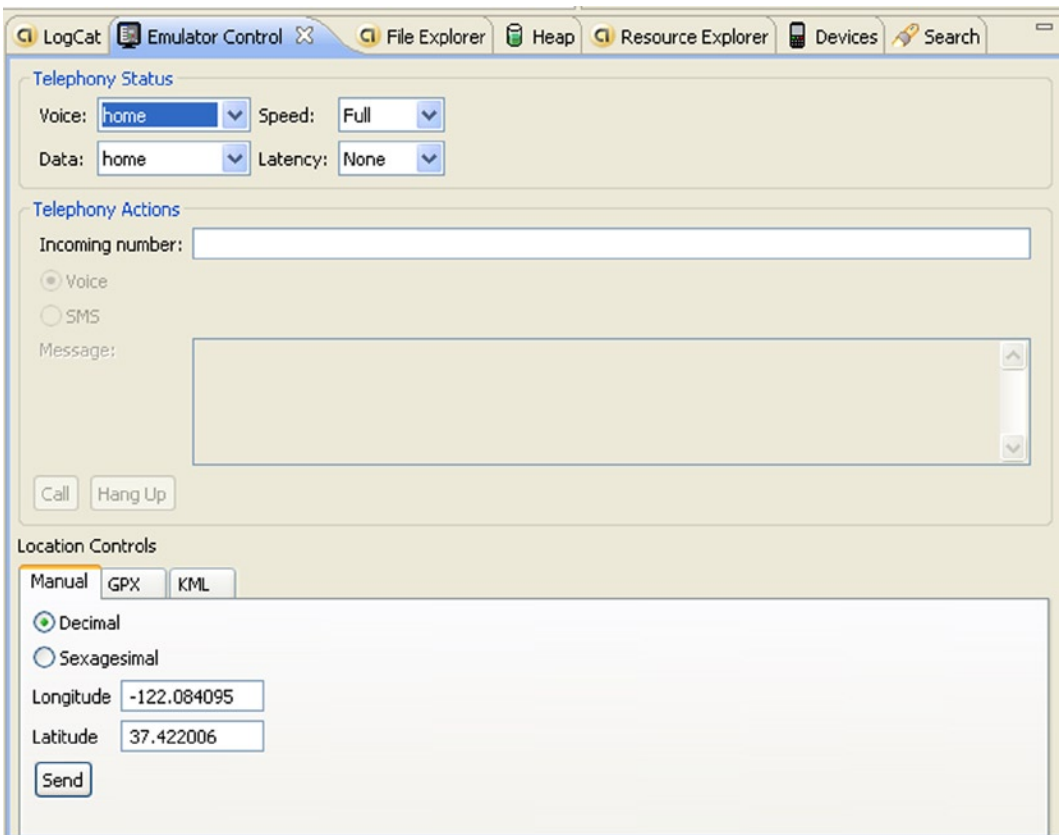 LogCat Emulator Control File Explorer Heap Resource Explorer Devices Search
Telephony Status
Voice: home Speed: Full
Data: home Latency: None
Telephony Actions
Incoming number:
Voice
SMS
Message:
Call Hang Up
Location Controls
Manual GPX KML
Decimal
Sexagesimal
Longitude -122.084095
Latitude 37.422006
Send